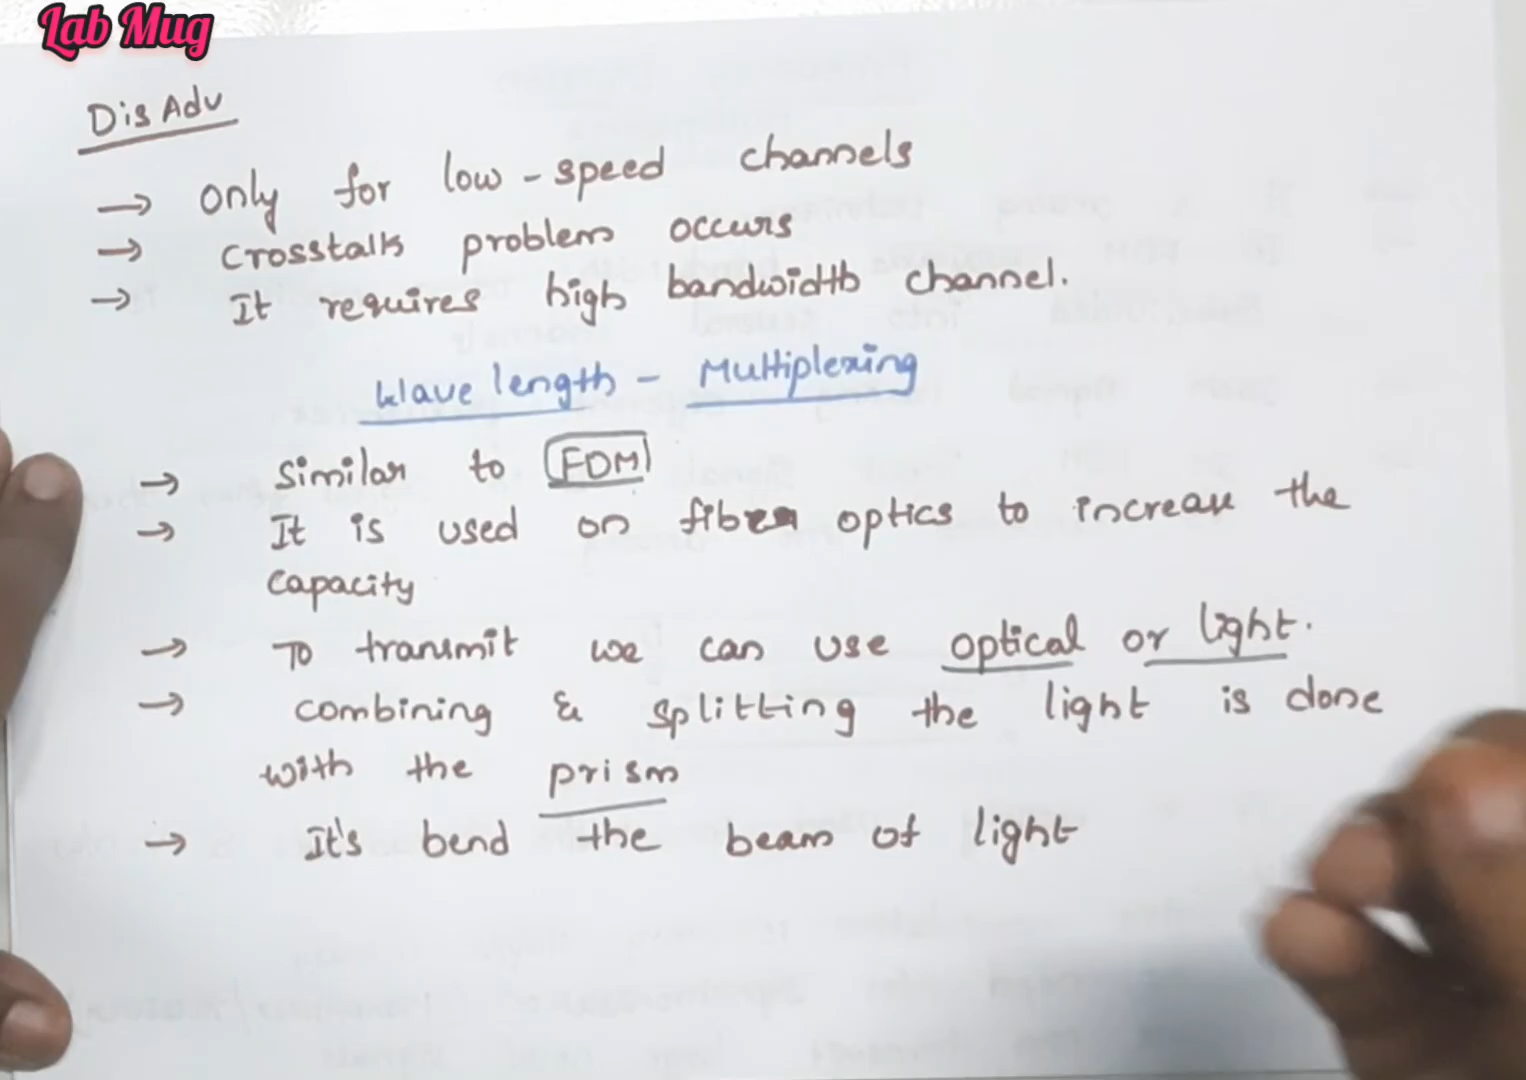 Lab Mug
Dis Adv
→ only for low-speed channels
→ crosstalk problem occurs
→ It requires high bandwidth channel.
Wave length - Multiplexing
→ similar to FDM
→ It is used on fiber optics to increase the
capacity
→ To transmit we can use optical or light.
→ combining & splitting the light is done
with the prism
→ It's bend the beam of light